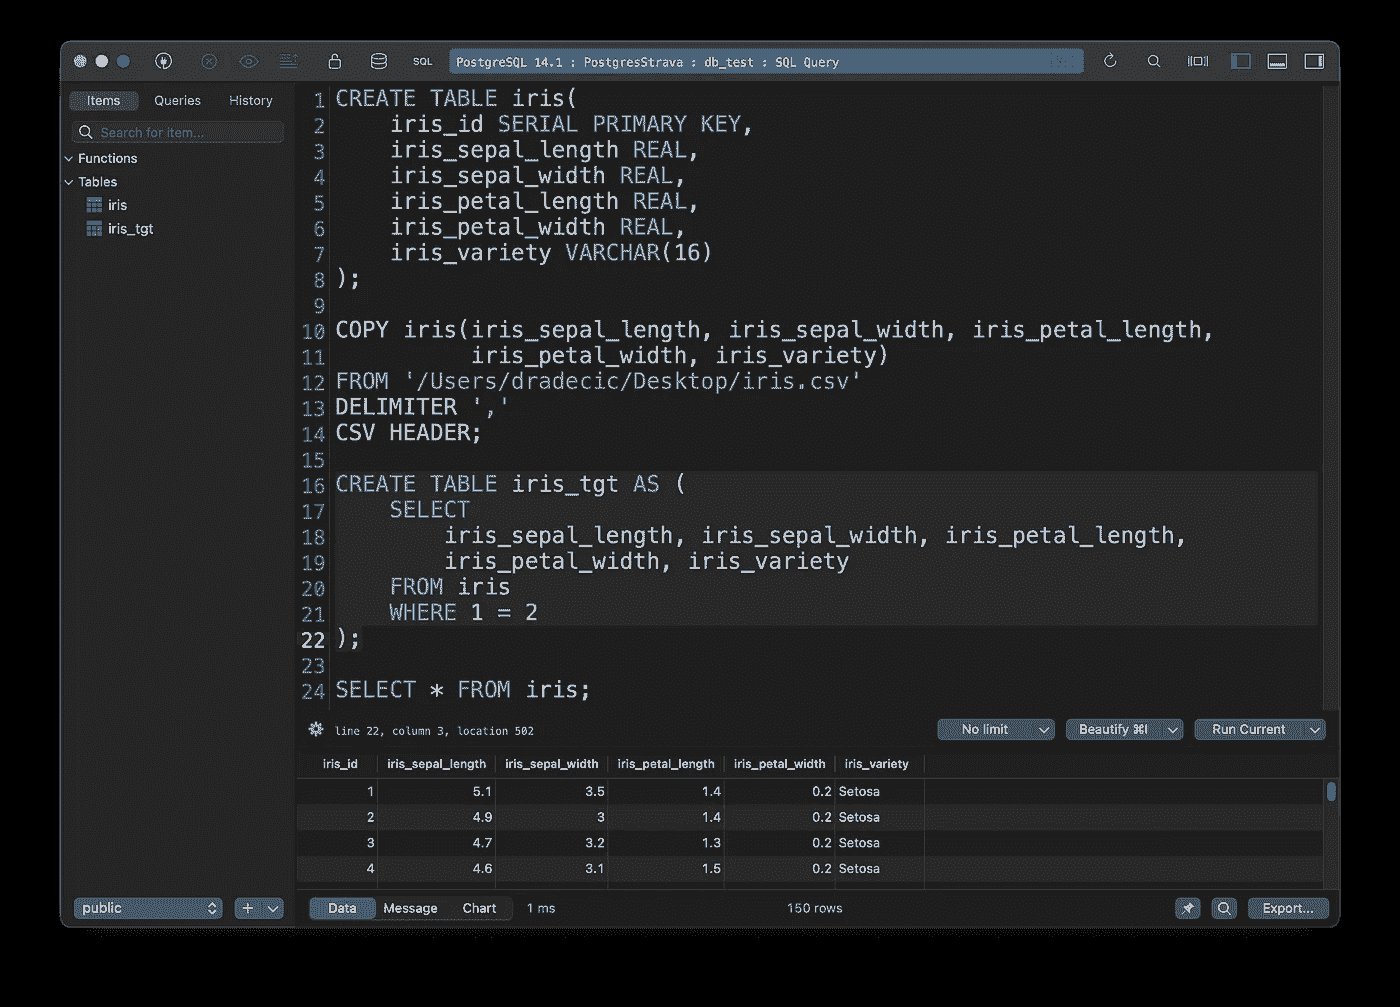 SQL PostgreSQL 14.1 : PostgresStrava : db_test : SQL Query
Items Queries History
Search for item...
Functions
Tables
iris
iris_tgt
1 CREATE TABLE iris(
2 iris_id SERIAL PRIMARY KEY,
3 iris_sepal_length REAL,
4 iris_sepal_width REAL,
5 iris_petal_length REAL,
6 iris_petal_width REAL,
7 iris_variety VARCHAR(16)
8 );
9
10 COPY iris(iris_sepal_length, iris_sepal_width, iris_petal_length,
11 iris_petal_width, iris_variety)
12 FROM '/Users/dradecic/Desktop/iris.csv'
13 DELIMITER ','
14 CSV HEADER;
15
16 CREATE TABLE iris_tgt AS (
17 SELECT
18 iris_sepal_length, iris_sepal_width, iris_petal_length,
19 iris_petal_width, iris_variety
20 FROM iris
21 WHERE 1 = 2
22 );
23
24 SELECT * FROM iris;
line 22, column 3, location 502 No limit Beautify ⌘I Run Current
iris_id iris_sepal_length iris_sepal_width iris_petal_length iris_petal_width iris_variety
1 5.1 3.5 1.4 0.2 Setosa
2 4.9 3 1.4 0.2 Setosa
3 4.7 3.2 1.3 0.2 Setosa
4 4.6 3.1 1.5 0.2 Setosa
public + Data Message Chart 1 ms 150 rows Export...